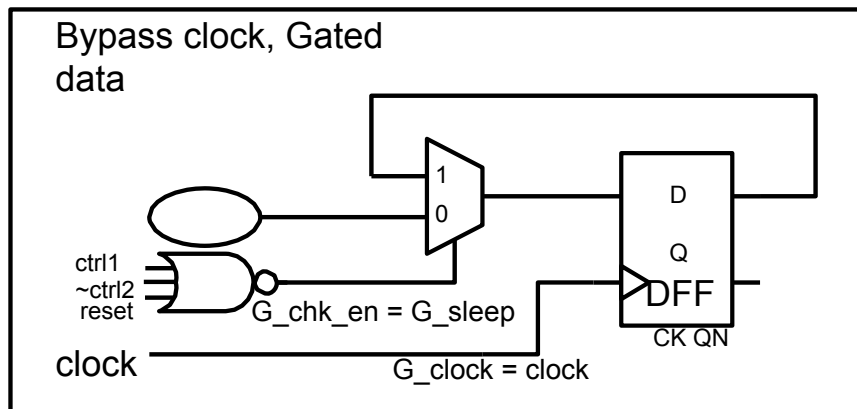 Bypass clock, Gated
data
1
0
D
Q
DFF
CK QN
ctrl1
~ctrl2
reset
G_chk_en = G_sleep
clock
G_clock = clock